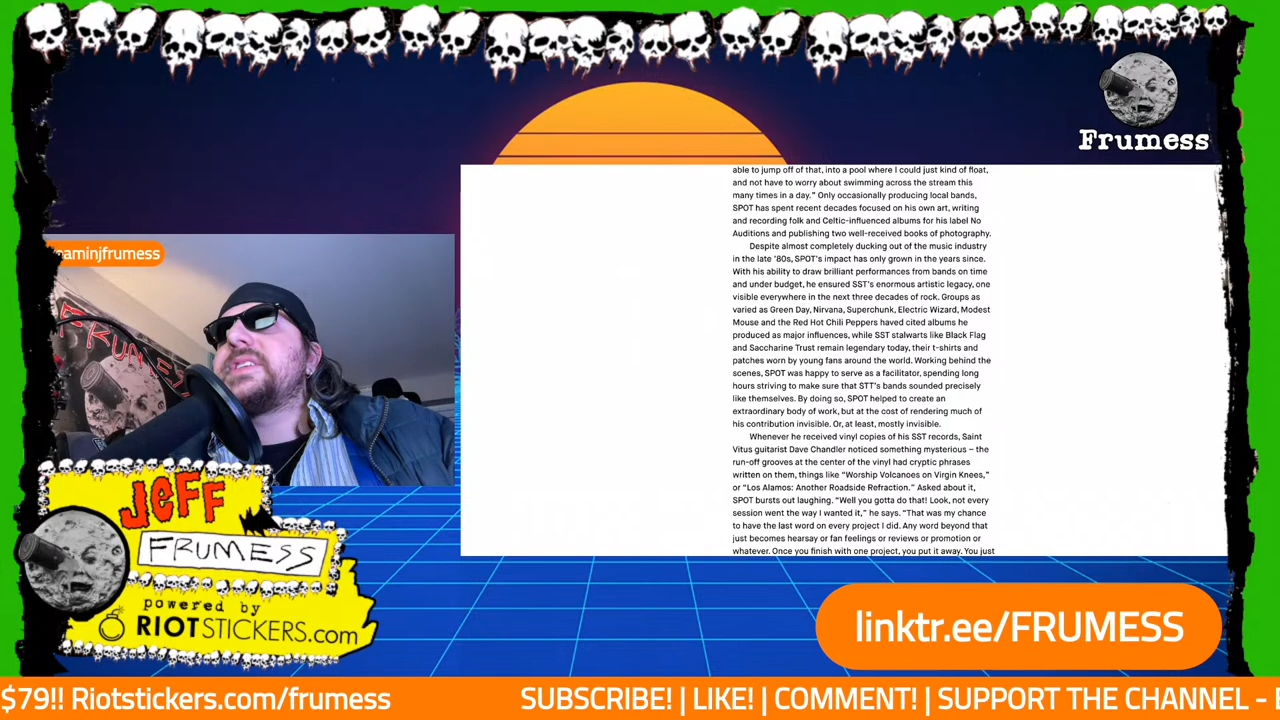 Frumess
able to jump off of that, into a pool where I could just kind of float,
and not have to worry about swimming across the stream this
many times in a day." Only occasionally producing local bands,
SPOT has spent recent decades focused on his own art, writing
and recording folk and Celtic-influenced albums for his label No
Auditions and publishing two well-received books of photography.
Despite almost completely ducking out of the music industry
in the late '80s, SPOT's impact has only grown in the years since.
With his ability to draw brilliant performances from bands on time
and under budget, he ensured SST's enormous artistic legacy, one
visible everywhere in the next three decades of rock. Groups as
varied as Green Day, Nirvana, Superchunk, Electric Wizard, Modest
Mouse and the Red Hot Chili Peppers haved cited albums he
produced as major influences, while SST stalwarts like Black Flag
and Saccharine Trust remain legendary today, their t-shirts and
patches worn by young fans around the world. Working behind the
scenes, SPOT was happy to serve as a facilitator, spending long
hours striving to make sure that STT's bands sounded precisely
like themselves. By doing so, SPOT helped to create an
extraordinary body of work, but at the cost of rendering much of
his contribution invisible. Or, at least, mostly invisible.
Whenever he received vinyl copies of his SST records, Saint
Vitus guitarist Dave Chandler noticed something mysterious – the
run-off grooves at the center of the vinyl had cryptic phrases
written on them, things like "Worship Volcanoes on Virgin Knees,"
or "Los Alamos: Another Roadside Refraction." Asked about it,
SPOT bursts out laughing. "Well you gotta do that! Look, not every
session went the way I wanted it," he says. "That was my chance
to have the last word on every project I did. Any word beyond that
just becomes hearsay or fan feelings or reviews or promotion or
whatever. Once you finish with one project, you put it away. You just
aminjfrumess
FRUMESS
JEFF
FRUMESS
powered by
RIOTSTICKERS.com
linktr.ee/FRUMESS
$79!! Riotstickers.com/frumess
SUBSCRIBE! | LIKE! | COMMENT! | SUPPORT THE CHANNEL -